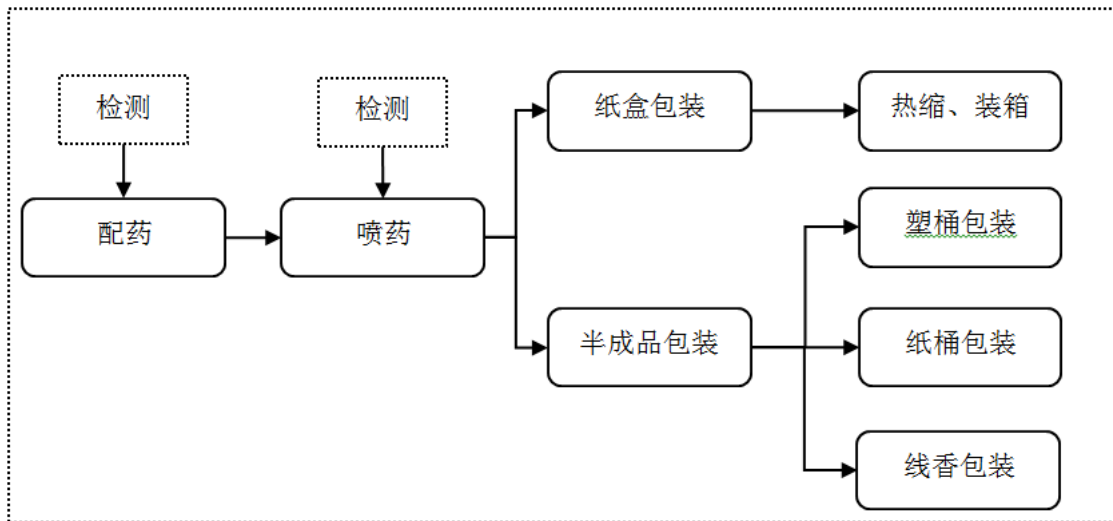 检测
检测
纸盒包装
热缩、装箱
配药
喷药
塑桶包装
半成品包装
纸桶包装
线香包装